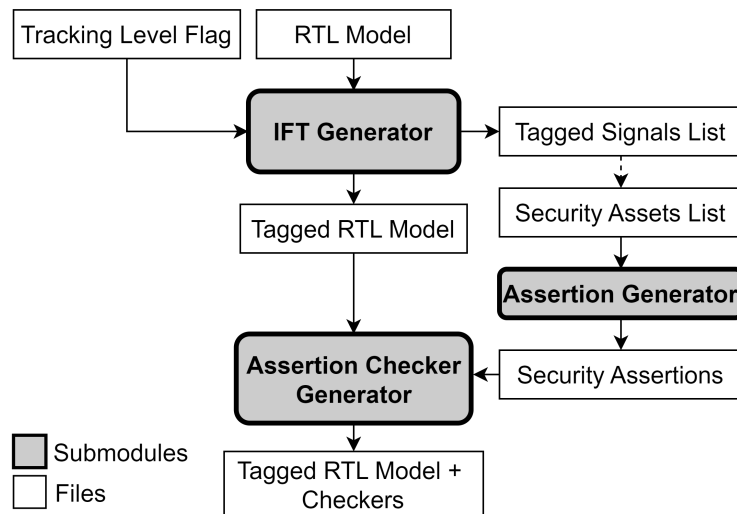 Tracking Level Flag
RTL Model
IFT Generator
Tagged Signals List
Tagged RTL Model
Security Assets List
Assertion Generator
Assertion Checker
Generator
Security Assertions
Submodules
Files
Tagged RTL Model +
Checkers